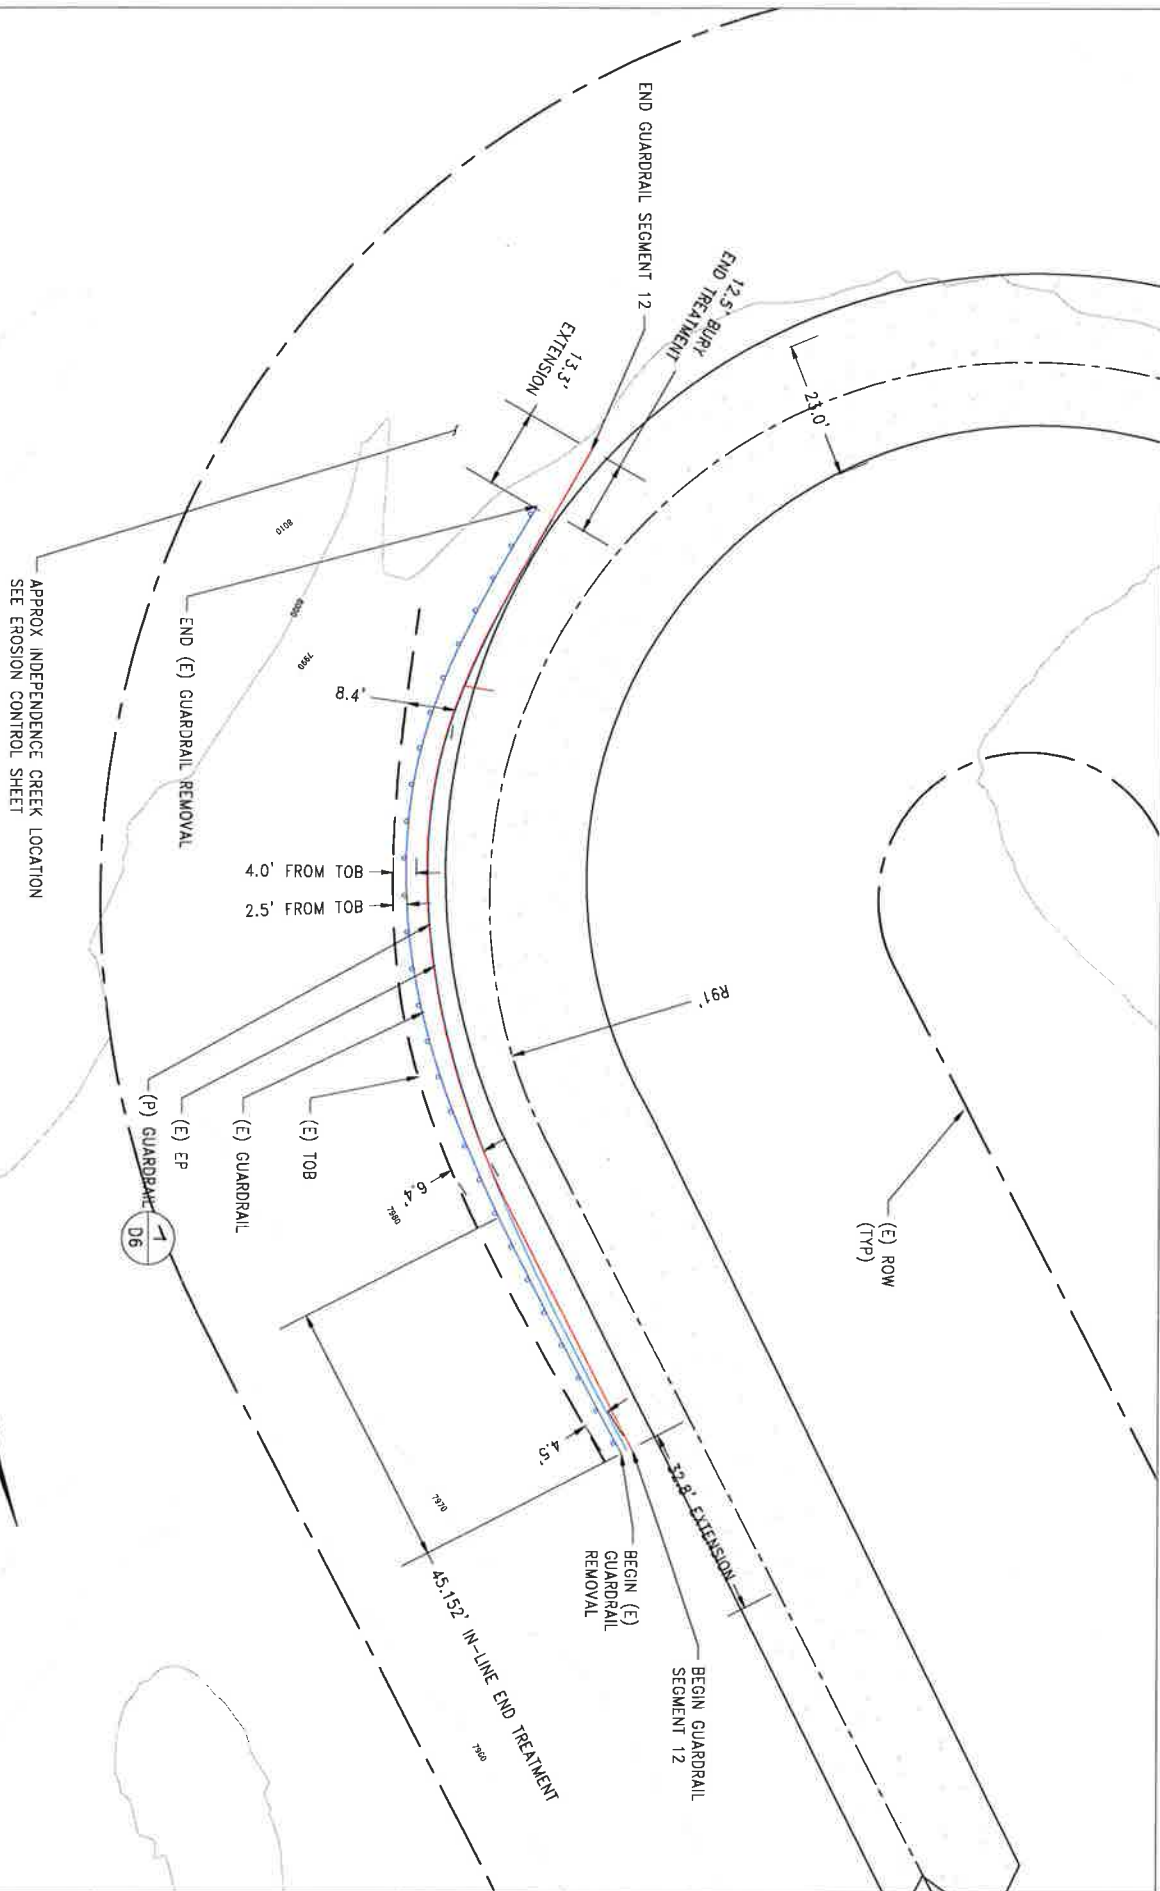 END GUARDRAIL SEGMENT 12
12.5' BURY
END TREATMENT
13.3'
EXTENSION
23.0'
APPROX INDEPENDENCE CREEK LOCATION
SEE EROSION CONTROL SHEET
END (E) GUARDRAIL REMOVAL
8010
8000
7990
8.4'
4.0' FROM TOB
2.5' FROM TOB
R91'
(E) TOB
(E) GUARDRAIL
(E) EP
(P) GUARDRAIL
1
D6
6.4'
7980
(E) ROW
(TYP)
4.5'
7970
32.8' EXTENSION
BEGIN (E)
GUARDRAIL
REMOVAL
BEGIN GUARDRAIL
SEGMENT 12
45.152' IN-LINE END TREATMENT
7960